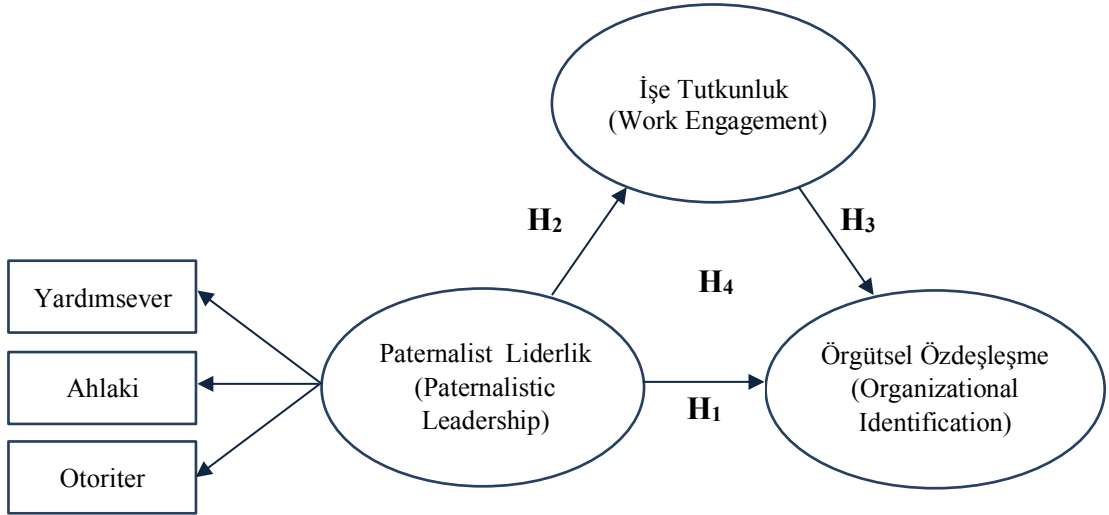 İşe Tutkunluk
(Work Engagement)
H2
H3
Yardımsever
H4
Paternalist Liderlik
(Paternalistic
Leadership)
Örgütsel Özdeşleşme
(Organizational
Identification)
Ahlaki
H1
Otoriter